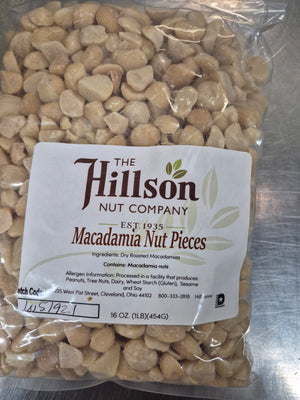 THE
Hillson
NUT COMPANY
EST. 1935
Macadamia Nut Pieces
Ingredients: Dry Roasted Macadamias
Contains: Macadamia nuts
Allergen Information: Processed in a facility that produces:
Peanuts, Tree Nuts, Dairy, Wheat Starch (Gluten), Sesame
and Soy
West 71st Street, Cleveland, Ohio 44102 800-333-2818
16 OZ. (1LB)(454G)